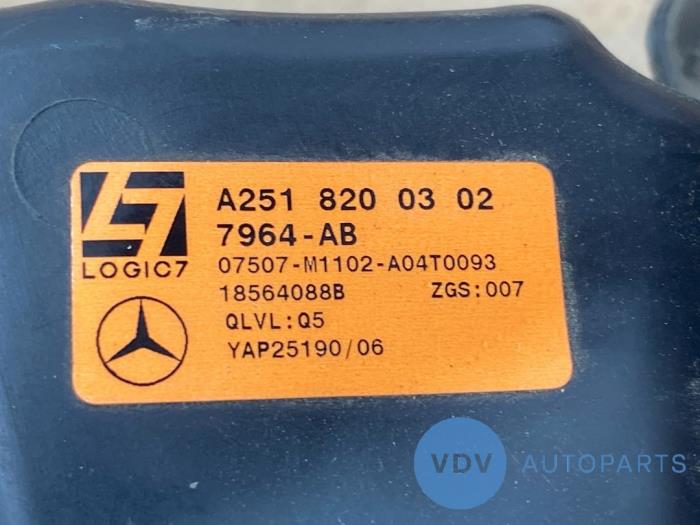 A251 820 03 02
7964-AB
LOGIC7
07507-M1102-A04T0093
18564088B ZGS:007
QLVL:Q5
YAP25190/06
VDV AUTOPARTS